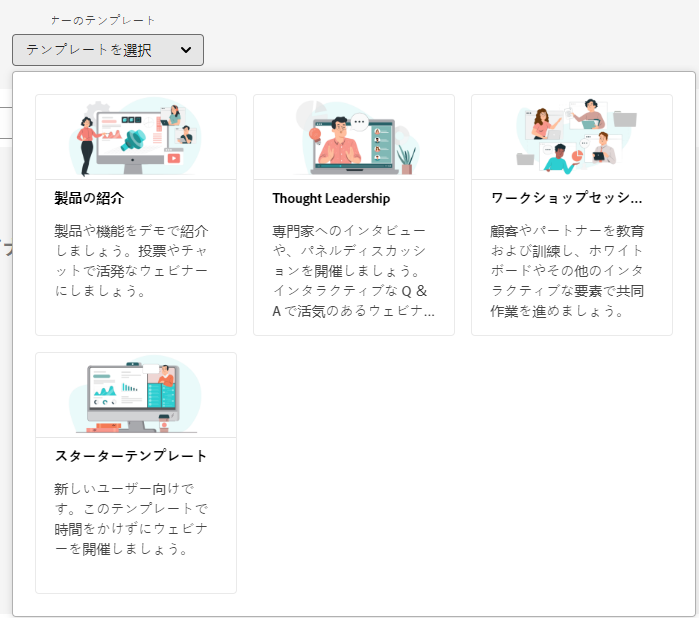 ナーのテンプレート
テンプレートを選択
製品の紹介
製品や機能をデモで紹介
しましょう。投票やチャ
ットで活発なウェビナー
にしましょう。
Thought Leadership
専門家へのインタビュー
や、パネルディスカッシ
ョンを開催しましょう。
インタラクティブな Q &
A で活気のあるウェビナ...
ワークショップセッシ...
顧客やパートナーを教育
および訓練し、ホワイト
ボードやその他のインタ
ラクティブな要素で共同
作業を進めましょう。
スターターテンプレート
新しいユーザー向けで
す。このテンプレートで
時間をかけずにウェビナ
ーを開催しましょう。